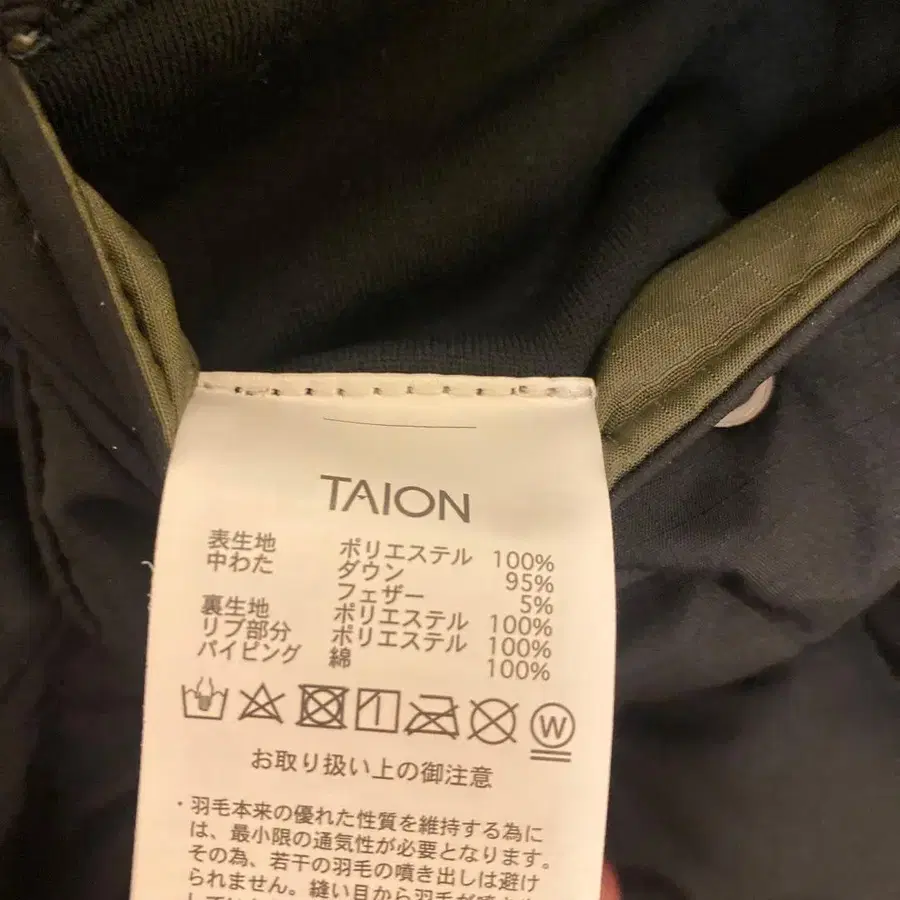 TAION
表生地 ポリエステル 100%
中わた ダウン 95%
フェザー 5%
裏生地 ポリエステル 100%
リブ部分 ポリエステル 100%
パイピング 綿 100%
W
お取り扱い上の御注意
・羽毛本来の優れた性質を維持する為に
は、最小限の通気性が必要となります。
その為、若干の羽毛の噴き出しは避け
られません。縫い目から羽毛が噴き